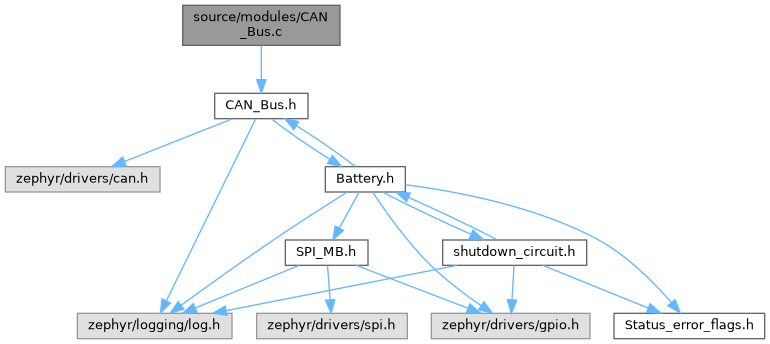 source/modules/CAN
_Bus.c
CAN_Bus.h
zephyr/drivers/can.h
Battery.h
SPI_MB.h
shutdown_circuit.h
zephyr/logging/log.h
zephyr/drivers/spi.h
zephyr/drivers/gpio.h
Status_error_flags.h